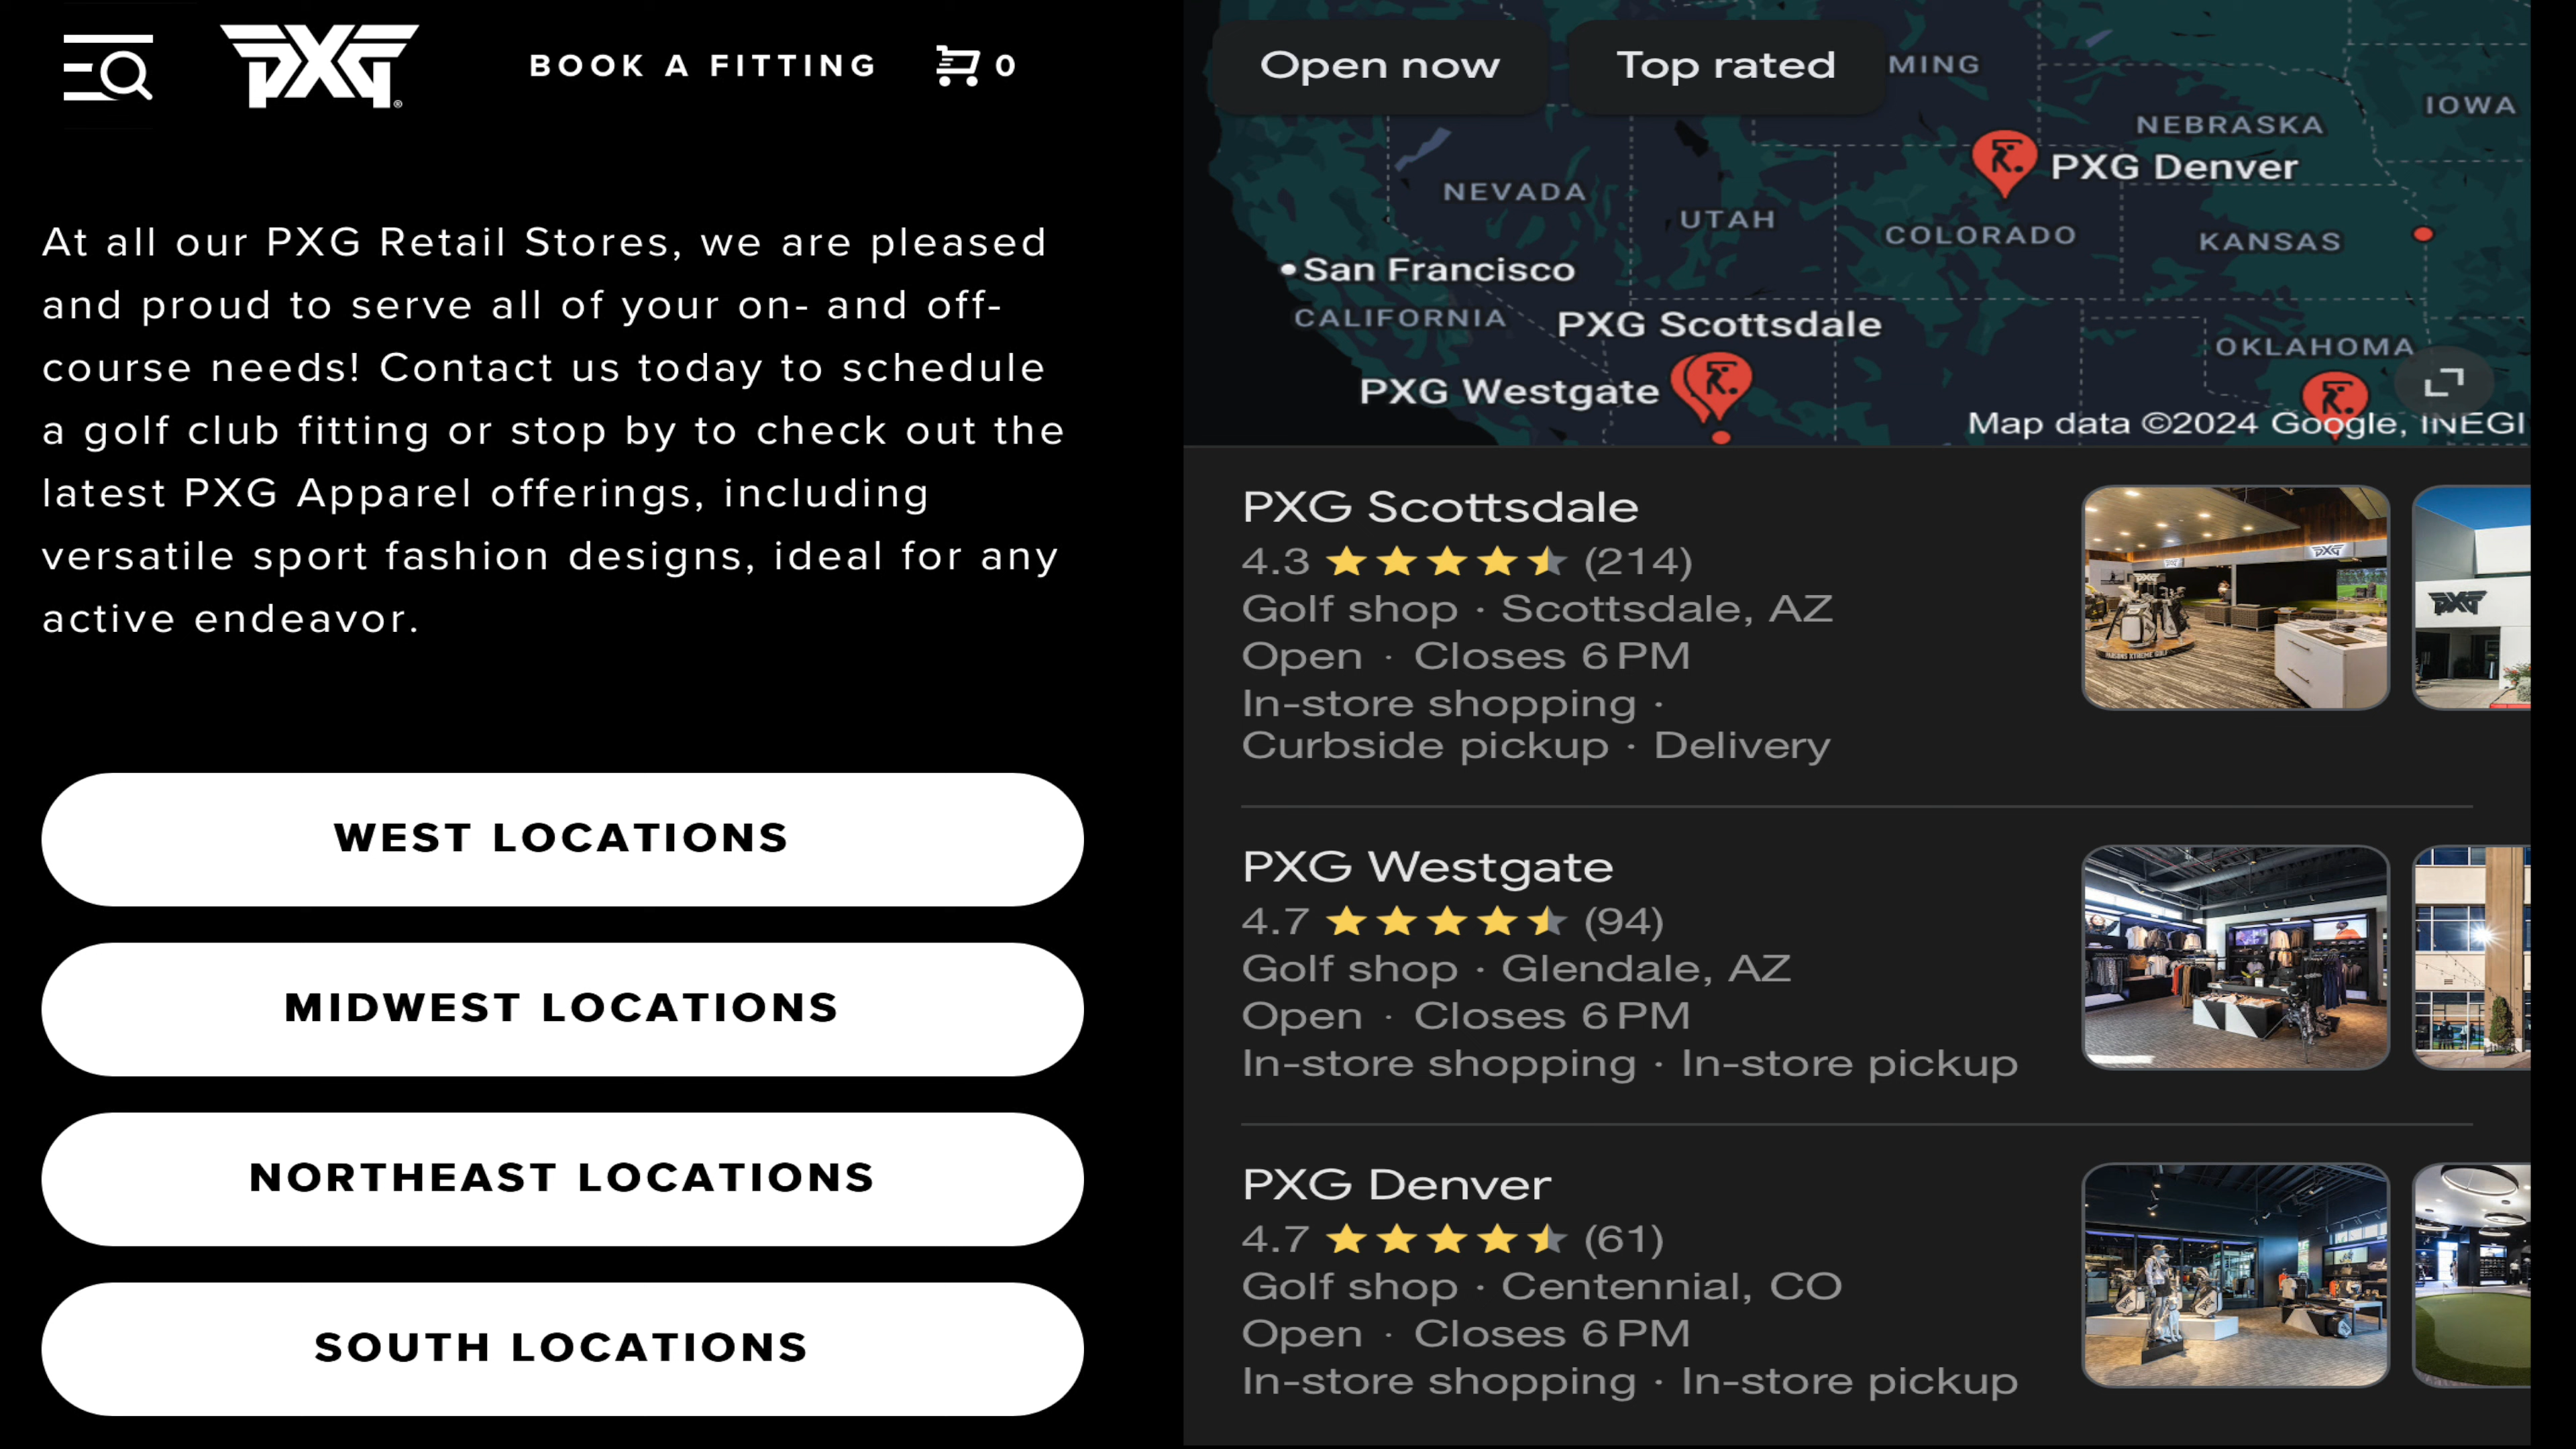 PXG
BOOK A FITTING
0
At all our PXG Retail Stores, we are pleased
and proud to serve all of your on- and off-
course needs! Contact us today to schedule
a golf club fitting or stop by to check out the
latest PXG Apparel offerings, including
versatile sport fashion designs, ideal for any
active endeavor.
WEST LOCATIONS
MIDWEST LOCATIONS
NORTHEAST LOCATIONS
SOUTH LOCATIONS
Open now
Top rated
MING
IOWA
NEBRASKA
PXG Denver
NEVADA
UTAH
COLORADO
KANSAS
San Francisco
CALIFORNIA
PXG Scottsdale
OKLAHOMA
PXG Westgate
Map data ©2024 Google, INEGI
PXG Scottsdale
4.3 (214)
Golf shop · Scottsdale, AZ
Open · Closes 6 PM
In-store shopping ·
Curbside pickup · Delivery
PXG
PXG
PXG
PARSONS XTREME GOLF
PXG Westgate
4.7 (94)
Golf shop · Glendale, AZ
Open · Closes 6 PM
In-store shopping · In-store pickup
PXG Denver
4.7 (61)
Golf shop · Centennial, CO
Open · Closes 6 PM
In-store shopping · In-store pickup